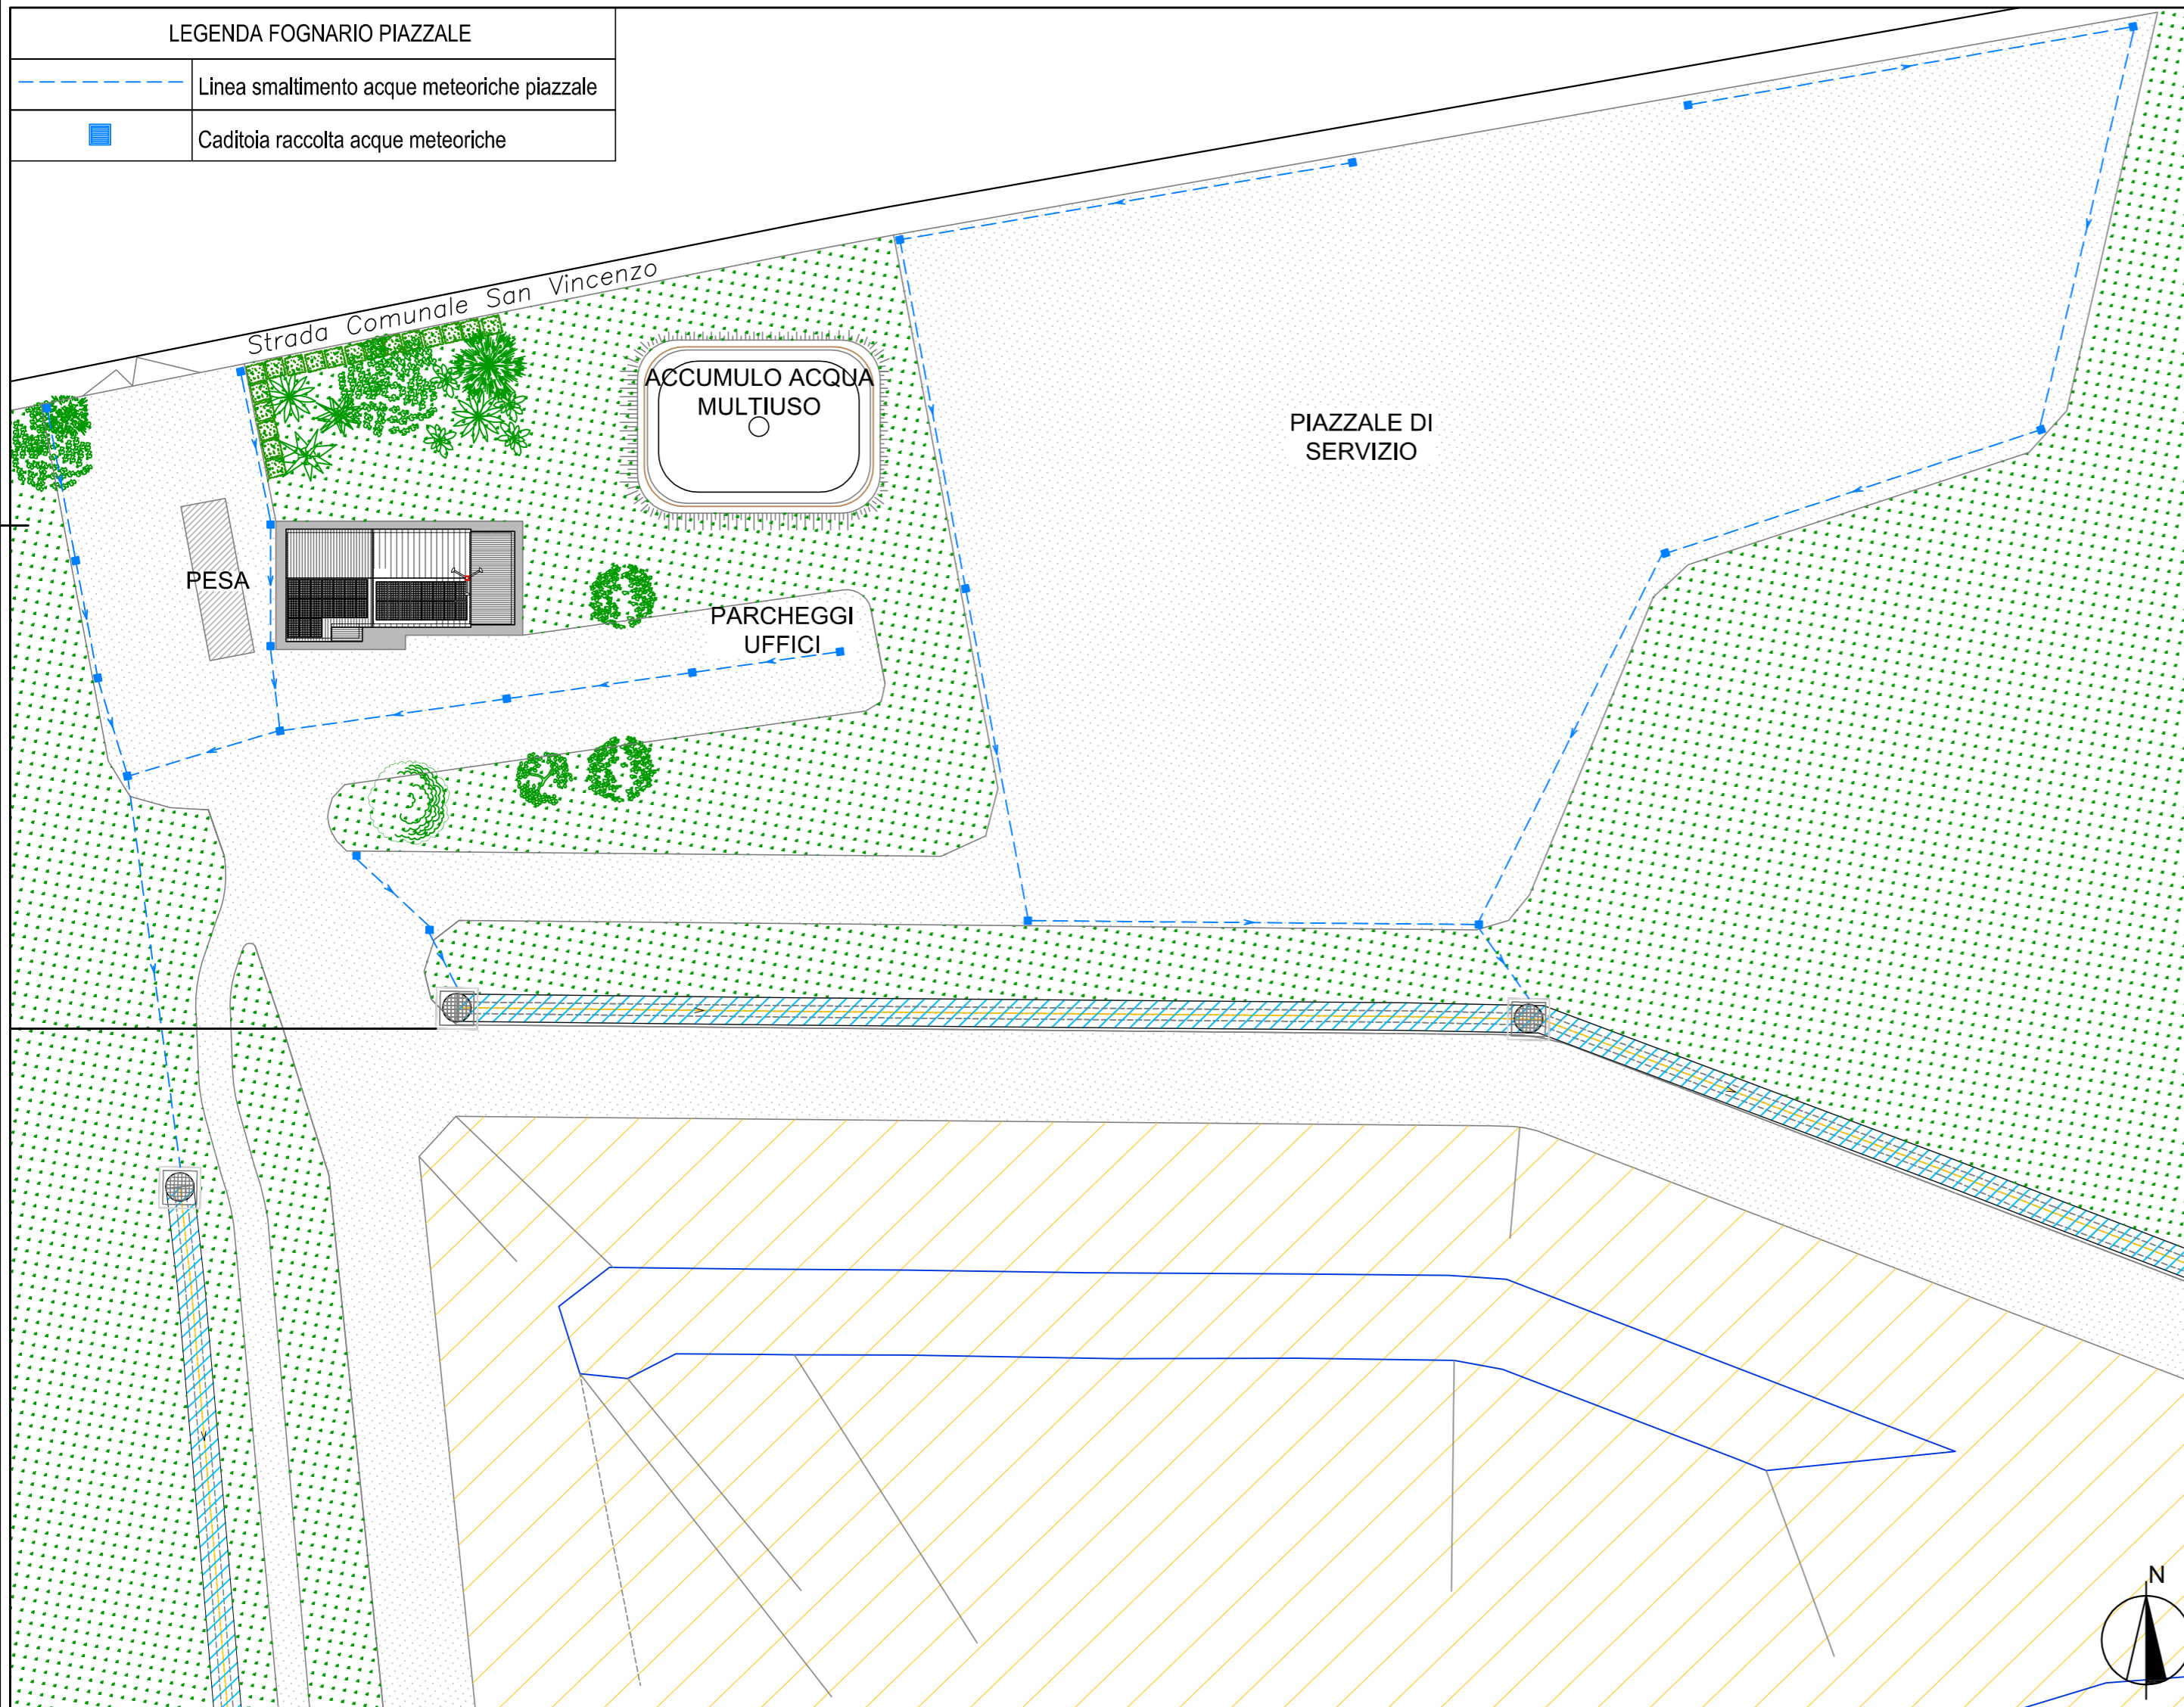 LEGENDA FOGNARIO PIAZZALE
Linea smaltimento acque meteoriche piazzale
Caditoia raccolta acque meteoriche
Strada Comunale San Vincenzo
ACCUMULO ACQUA
MULTIUSO
PIAZZALE DI
SERVIZIO
PESA
PARCHEGGI
UFFICI
N